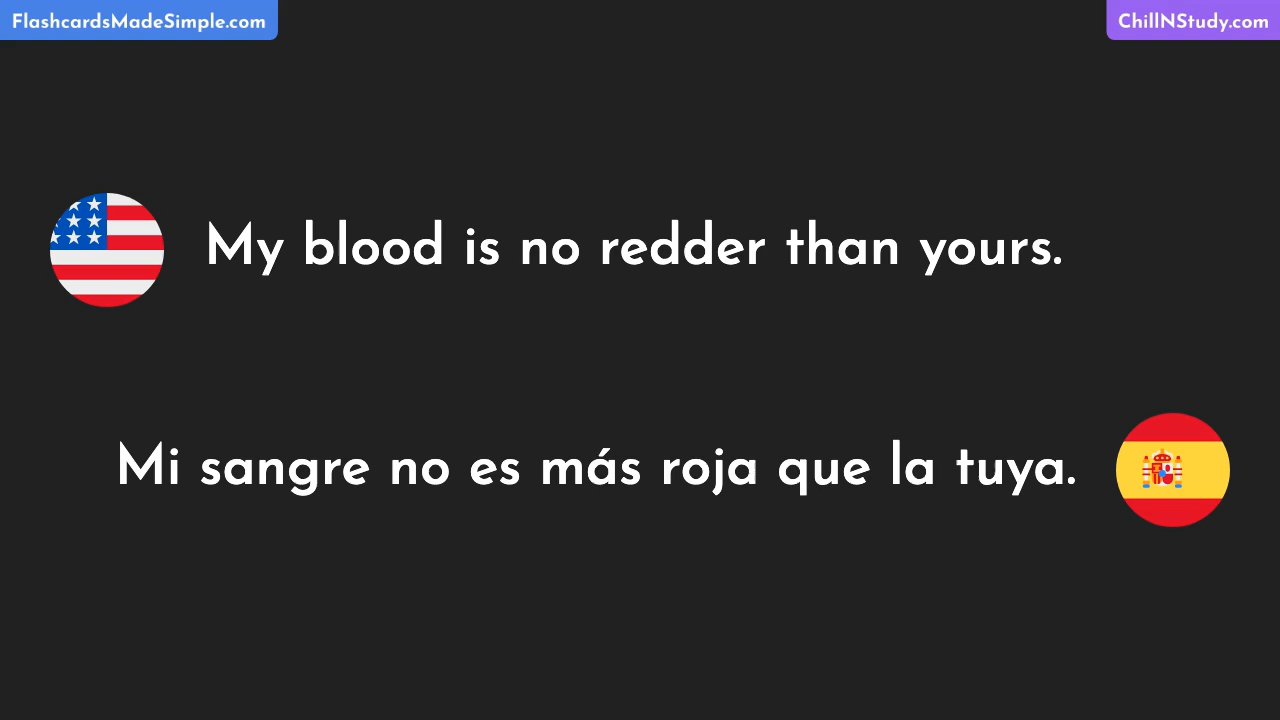 FlashcardsMadeSimple.com
ChillNStudy.com
My blood is no redder than yours.
Mi sangre no es más roja que la tuya.